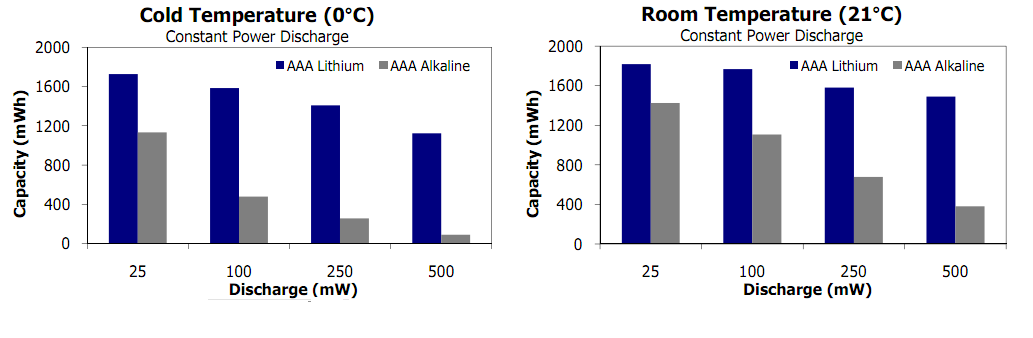 Cold Temperature (0°C)
Constant Power Discharge
2000
1600
1200
800
400
0
Capacity (mWh)
AAA Lithium AAA Alkaline
25 100 250 500
Discharge (mW)
Room Temperature (21°C)
Constant Power Discharge
2000
1600
1200
800
400
0
Capacity (mWh)
AAA Lithium AAA Alkaline
25 100 250 500
Discharge (mW)